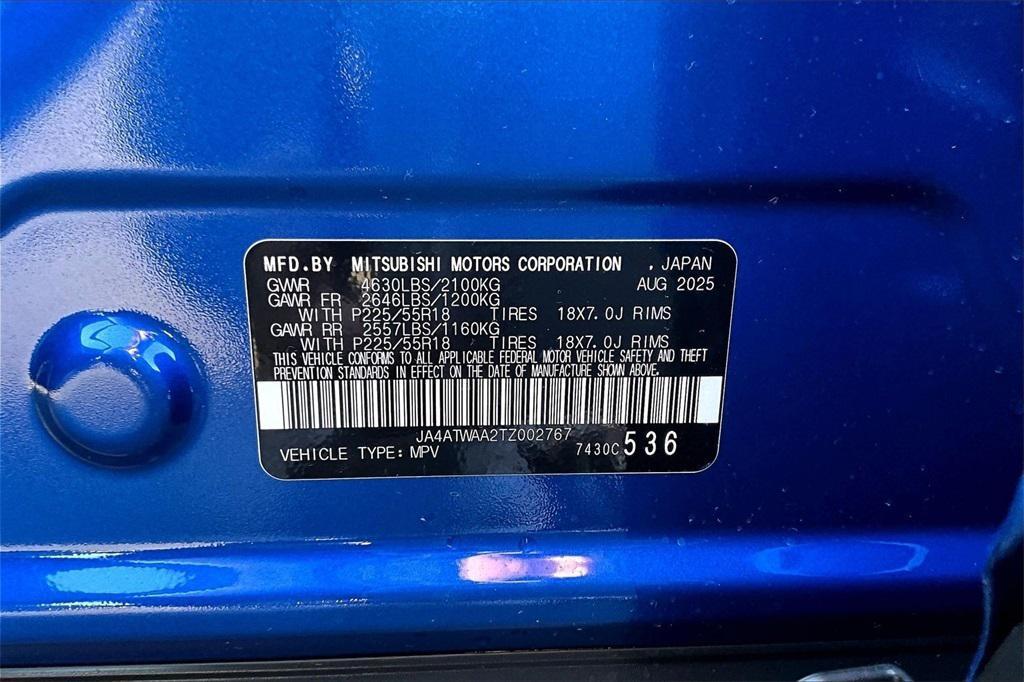 MFD.BY MITSUBISHI MOTORS CORPORATION , JAPAN
GVWR 4630LBS/2100KG AUG 2025
GAWR FR 2646LBS/1200KG
WITH P225/55R18 TIRES 18X7.0J RIMS
GAWR RR 2557LBS/1160KG
WITH P225/55R18 TIRES 18X7.0J RIMS
THIS VEHICLE CONFORMS TO ALL APPLICABLE FEDERAL MOTOR VEHICLE SAFETY AND THEFT
PREVENTION STANDARDS IN EFFECT ON THE DATE OF MANUFACTURE SHOWN ABOVE.
JA4ATWAA2TZ002767
VEHICLE TYPE: MPV 7430C 536